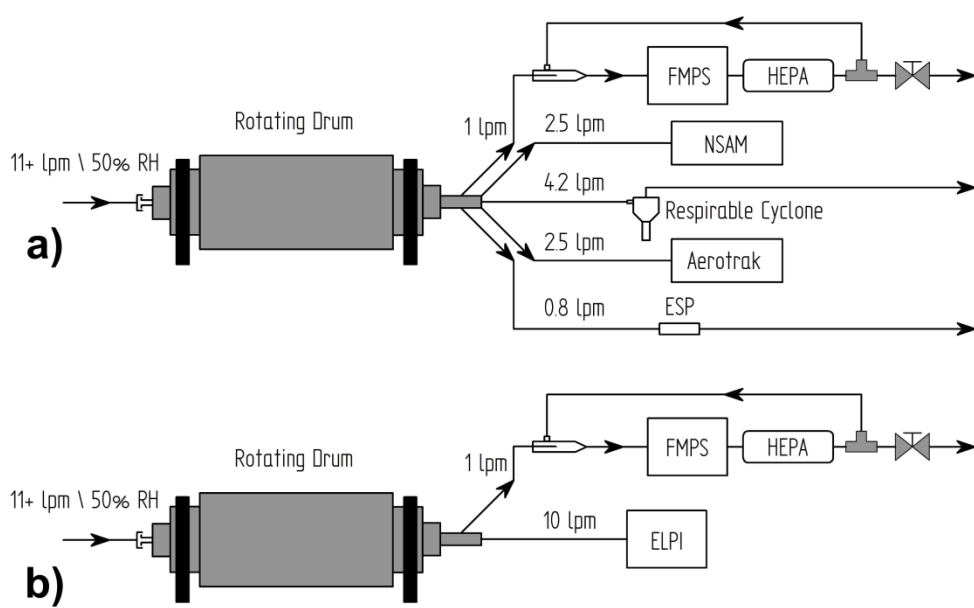 FMPS
HEPA
Rotating Drum
1 lpm
2.5 lpm
NSAM
11+ lpm \ 50% RH
4.2 lpm
Respirable Cyclone
a)
2.5 lpm
Aerotrak
0.8 lpm
ESP
FMPS
HEPA
Rotating Drum
1 lpm
11+ lpm \ 50% RH
10 lpm
ELPI
b)